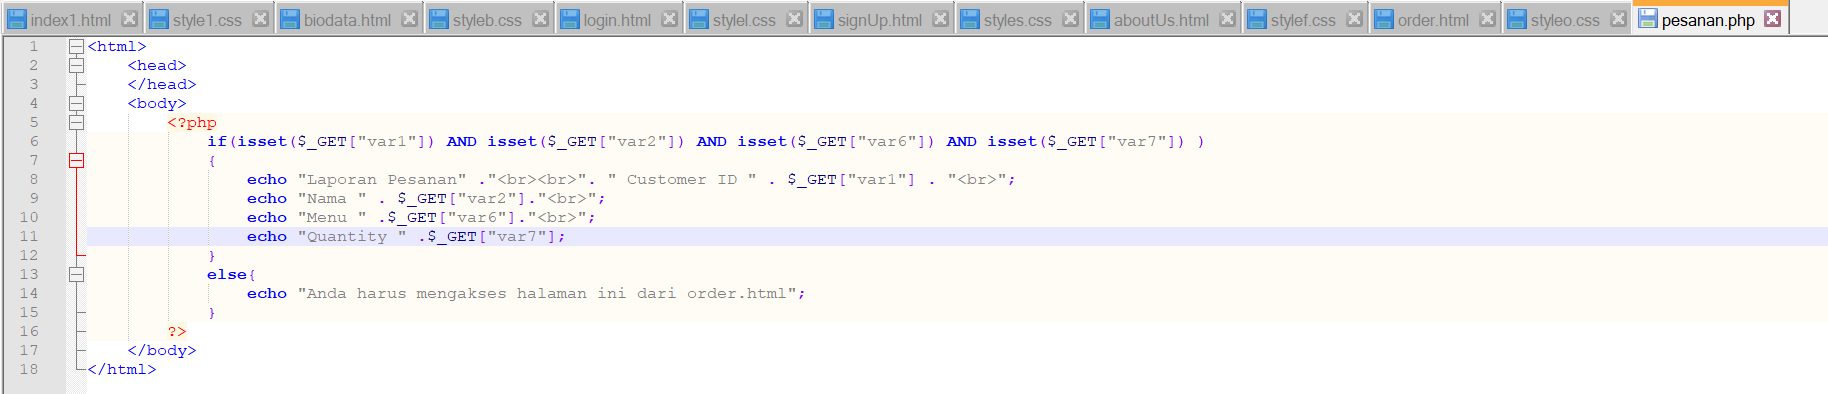 index1.html style1.css biodata.html styleb.css login.html stylel.css signUp.html styles.css aboutUs.html stylef.css order.html styleo.css pesanan.php
1 <html>
2 <head>
3 </head>
4 <body>
5 <?php
6 if(isset($_GET["var1"]) AND isset($_GET["var2"]) AND isset($_GET["var6"]) AND isset($_GET["var7"]) )
7 {
8 echo "Laporan Pesanan" ."<br><br>". " Customer ID " . $_GET["var1"] . "<br>";
9 echo "Nama " . $_GET["var2"]."<br>";
10 echo "Menu " .$_GET["var6"]."<br>";
11 echo "Quantity " .$_GET["var7"];
12 }
13 else{
14 echo "Anda harus mengakses halaman ini dari order.html";
15 }
16 ?>
17 </body>
18 </html>